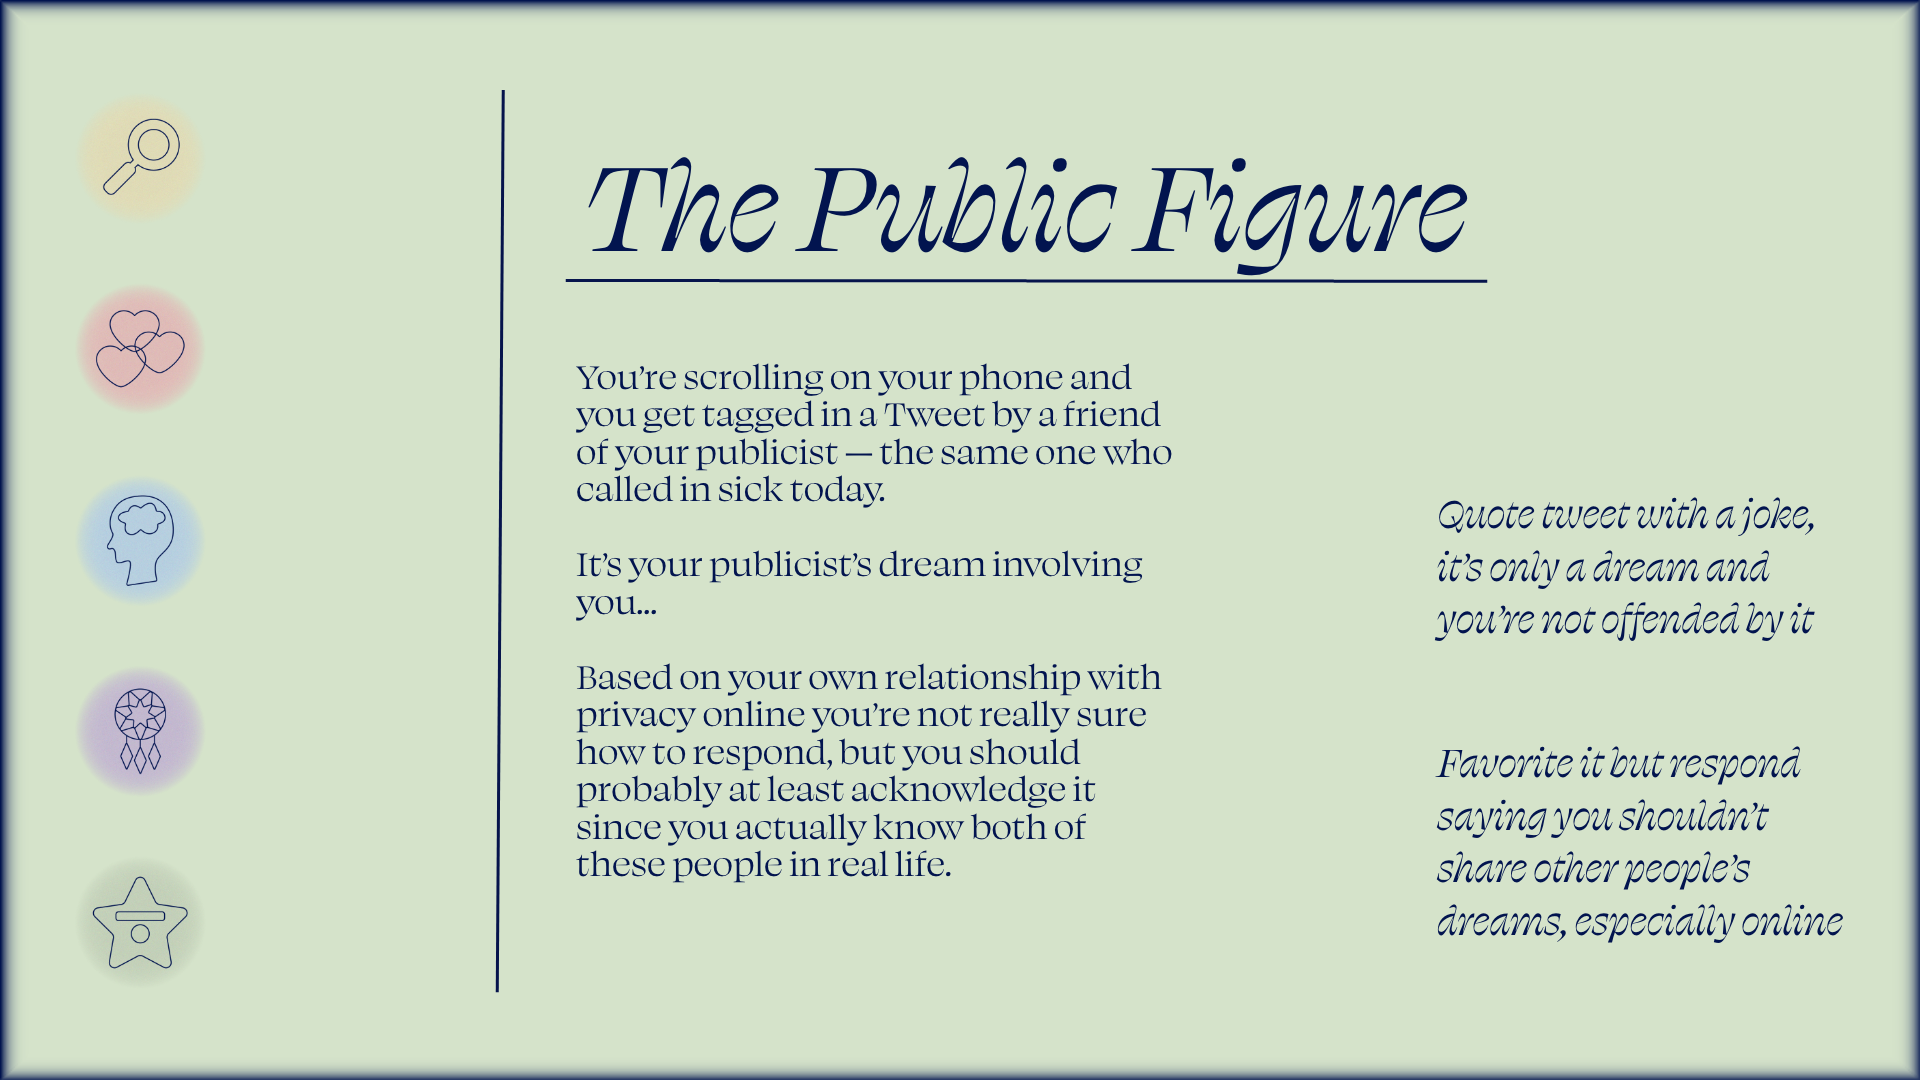 The Public Figure
You’re scrolling on your phone and
you get tagged in a Tweet by a friend
of your publicist — the same one who
called in sick today.
It’s your publicist’s dream involving
you...
Based on your own relationship with
privacy online you’re not really sure
how to respond, but you should
probably at least acknowledge it
since you actually know both of
these people in real life.
Quote tweet with a joke,
it’s only a dream and
you’re not offended by it
Favorite it but respond
saying you shouldn’t
share other people’s
dreams, especially online